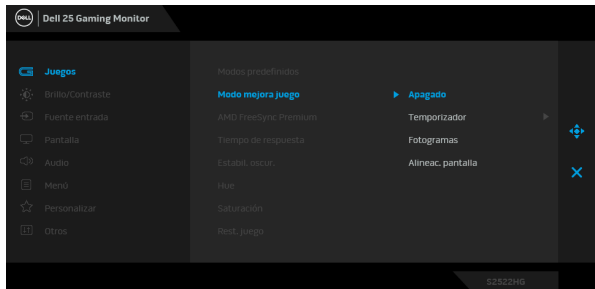 DELL Dell 25 Gaming Monitor
Juegos
Brillo/Contraste
Fuente entrada
Pantalla
Audio
Menú
Personalizar
Otros
Modos predefinidos
Modo mejora juego
AMD FreeSync Premium
Tiempo de respuesta
Estabil. oscur.
Hue
Saturación
Rest. juego
Apagado
Temporizador
Fotogramas
Alineac. pantalla
S2522HG